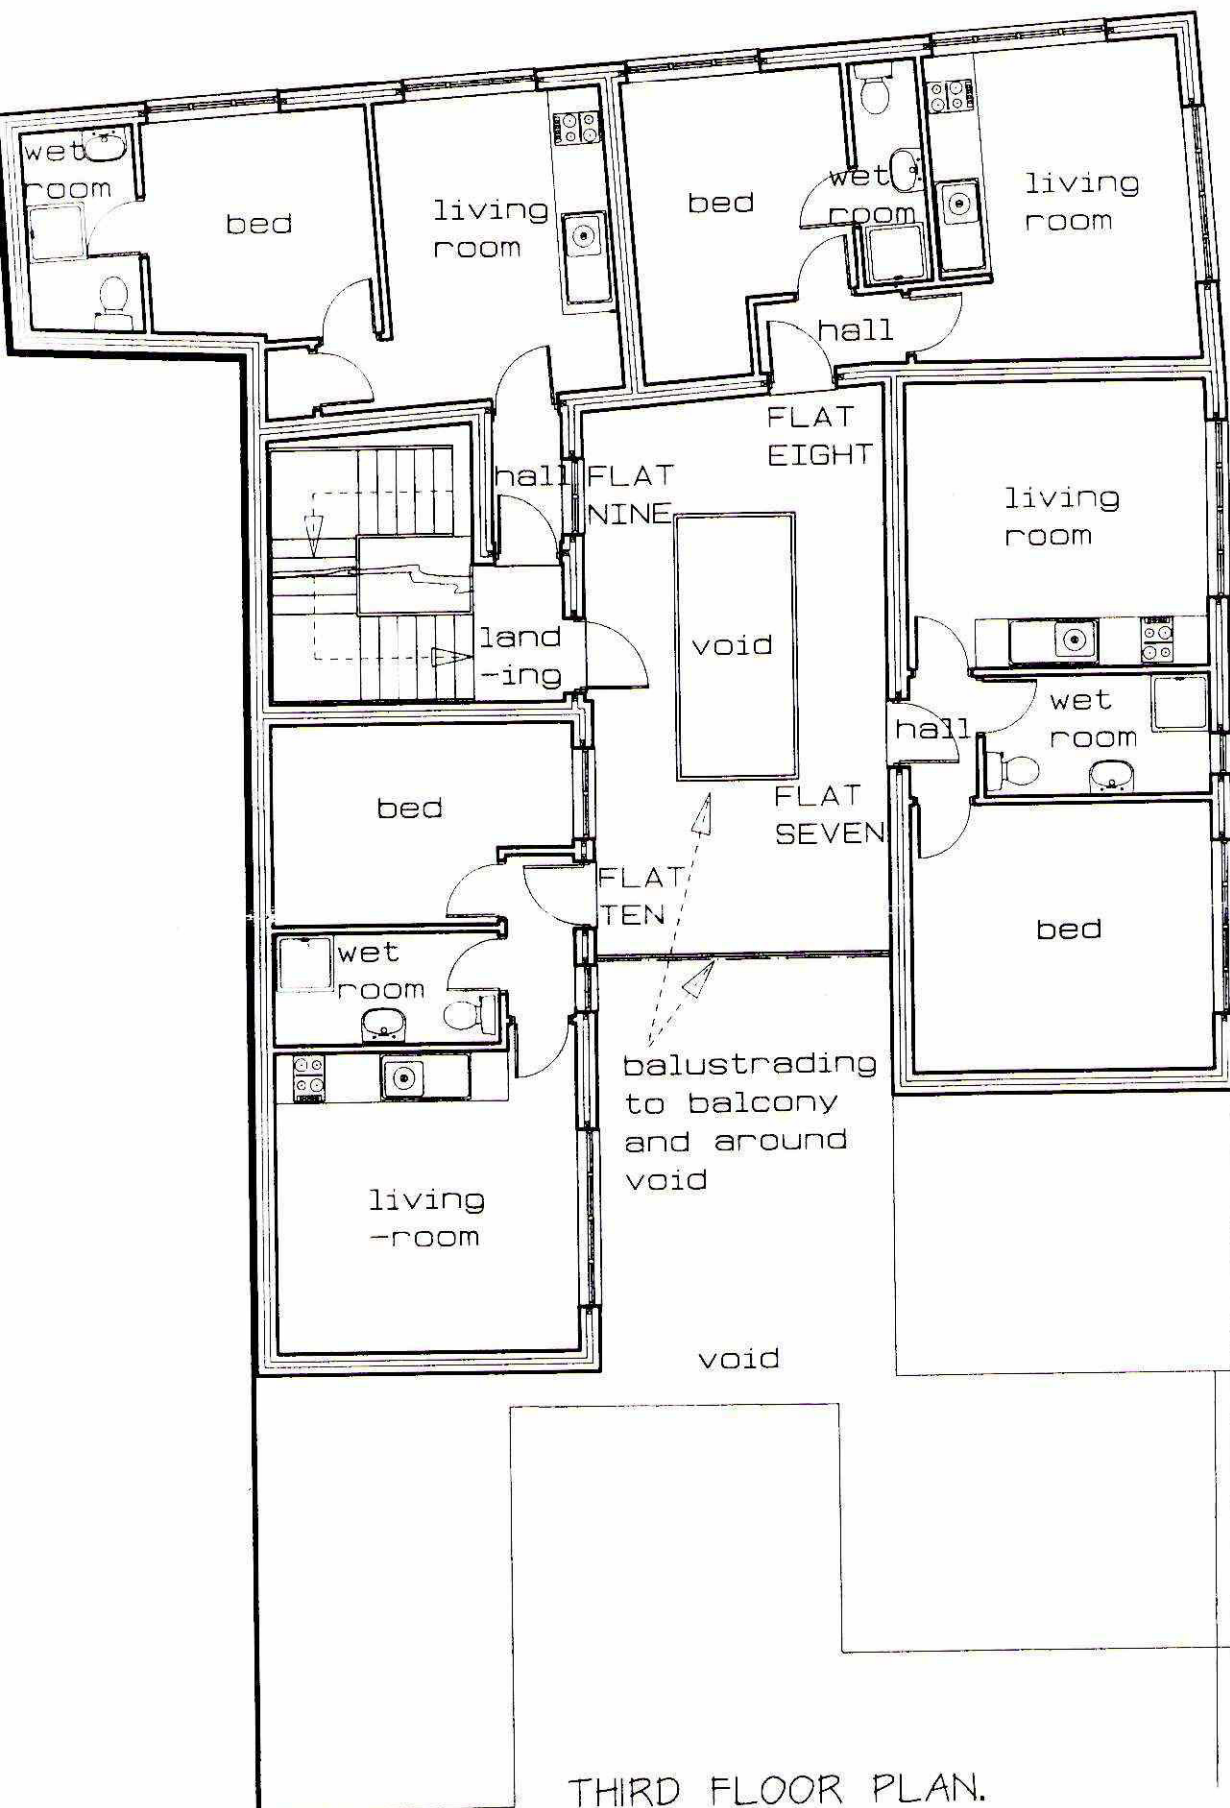 wet
room
bed
living
room
bed
wet
room
living
room
hall
FLAT
EIGHT
hall
FLAT
NINE
living
room
land
-ing
void
wet
room
hall
bed
FLAT
SEVEN
FLAT
TEN
bed
wet
room
balustrading
to balcony
and around
void
living
-room
void
THIRD FLOOR PLAN.